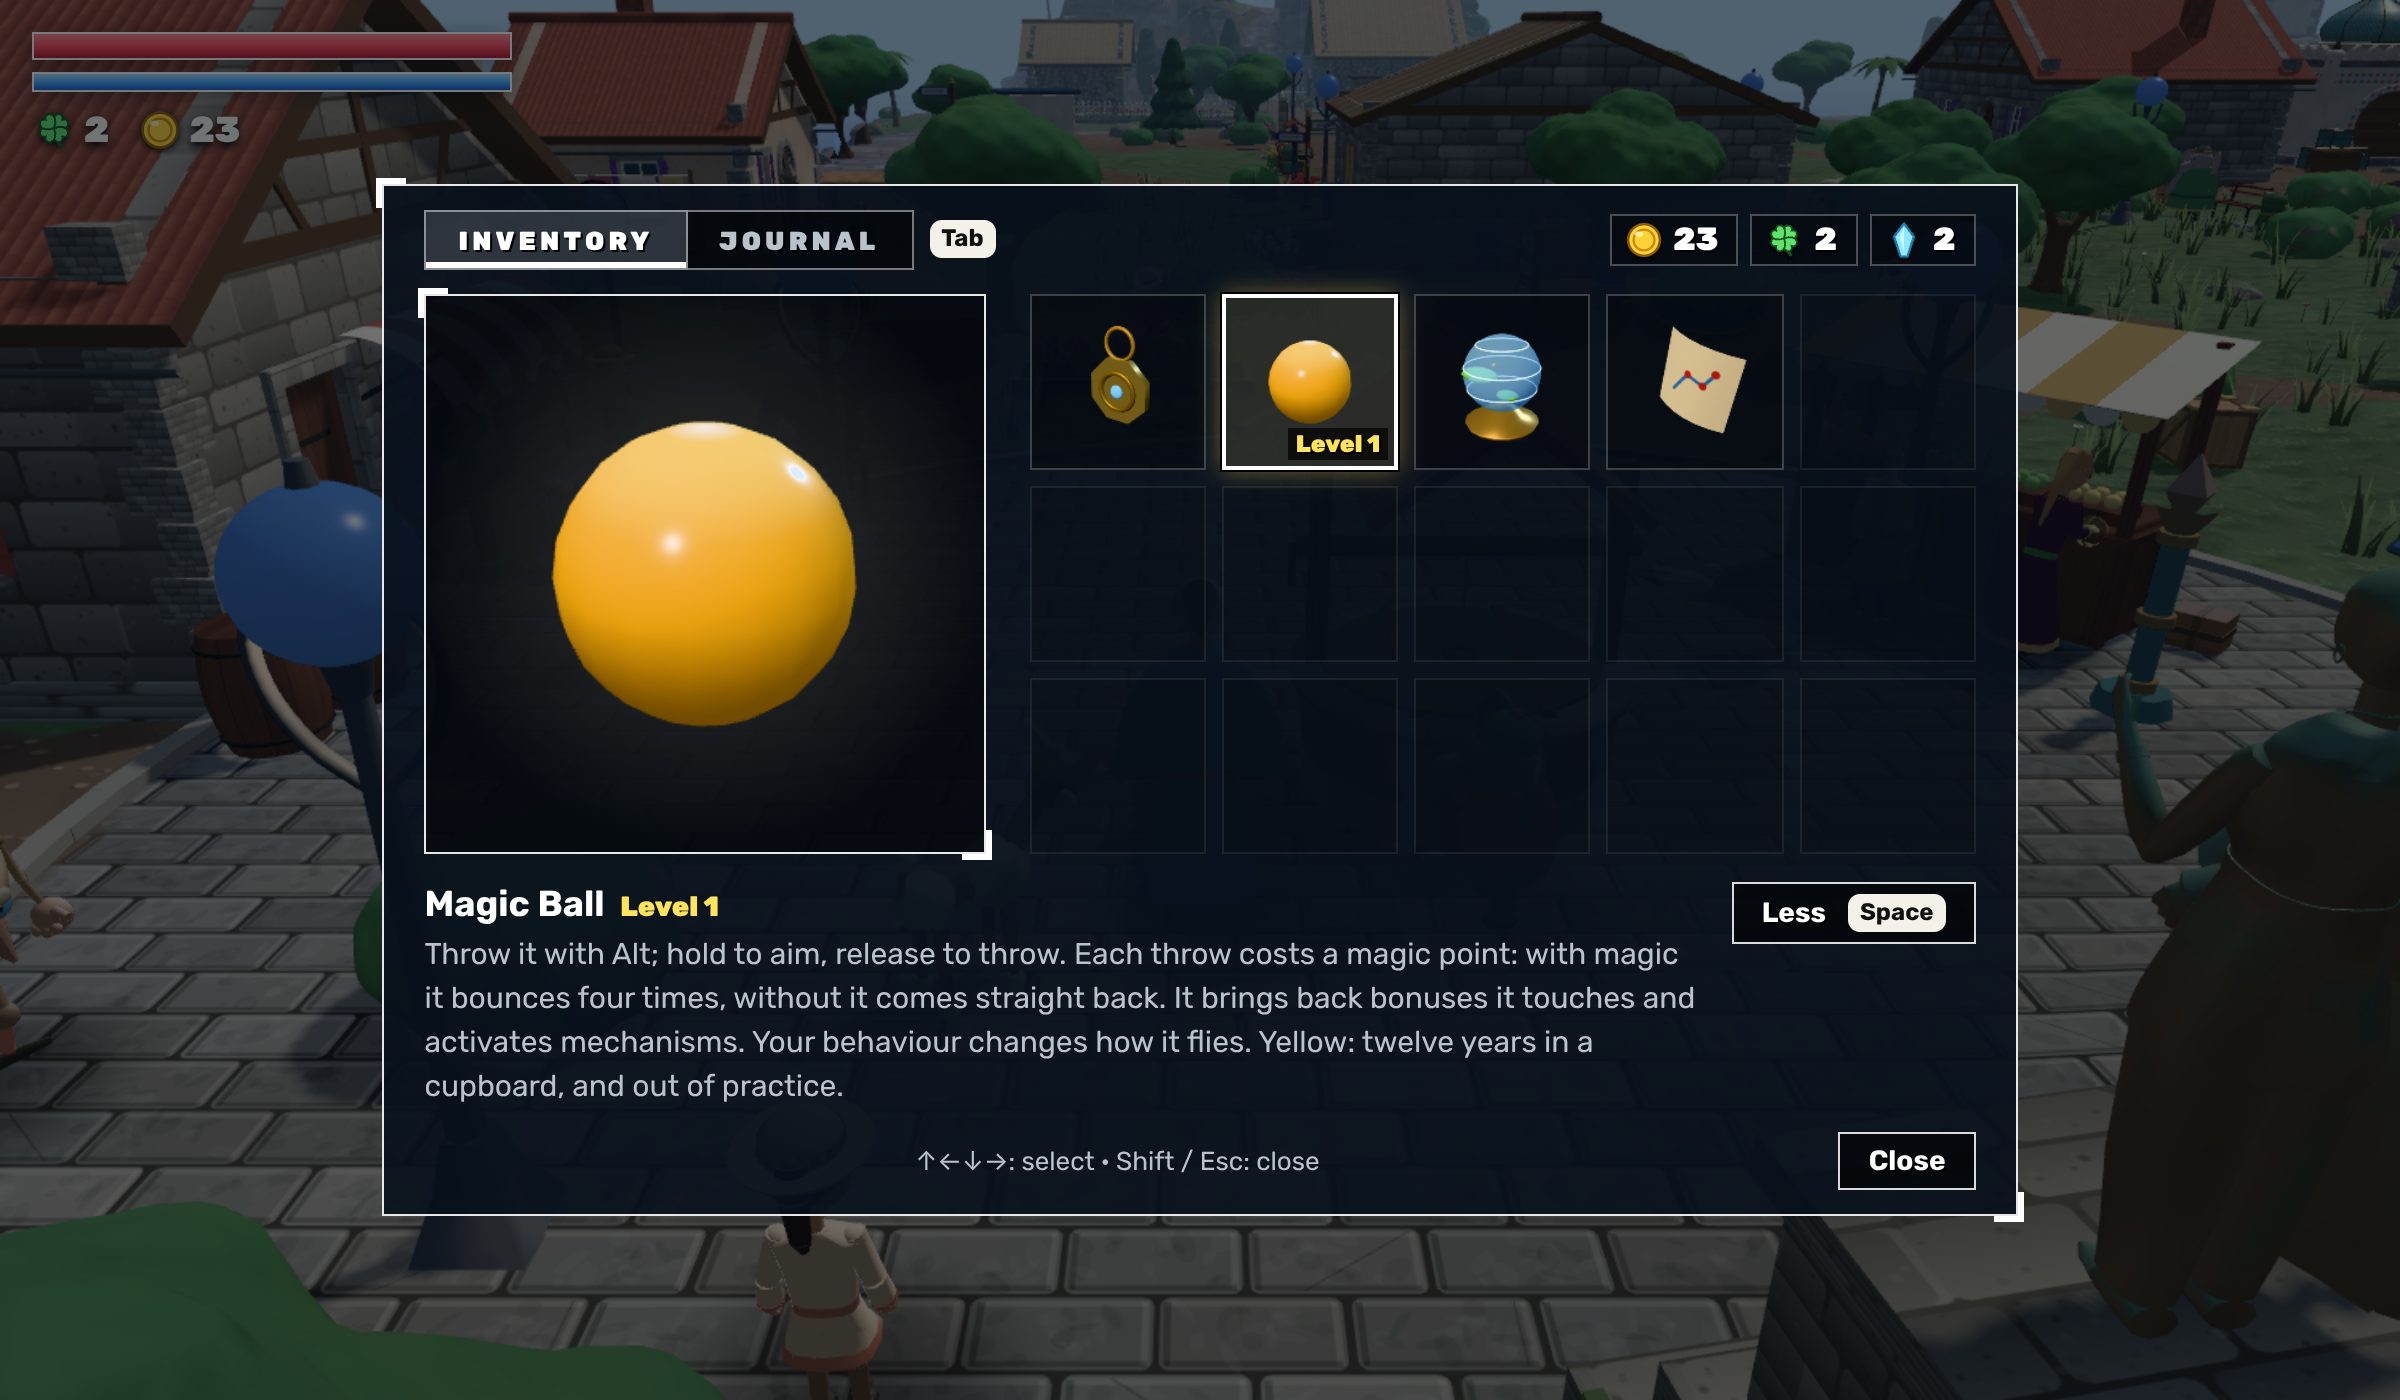 2 23
INVENTORY JOURNAL Tab 23 2 2
Level 1
Magic Ball Level 1
Less Space
Throw it with Alt; hold to aim, release to throw. Each throw costs a magic point: with magic
it bounces four times, without it comes straight back. It brings back bonuses it touches and
activates mechanisms. Your behaviour changes how it flies. Yellow: twelve years in a
cupboard, and out of practice.
↑←↓→: select • Shift / Esc: close
Close